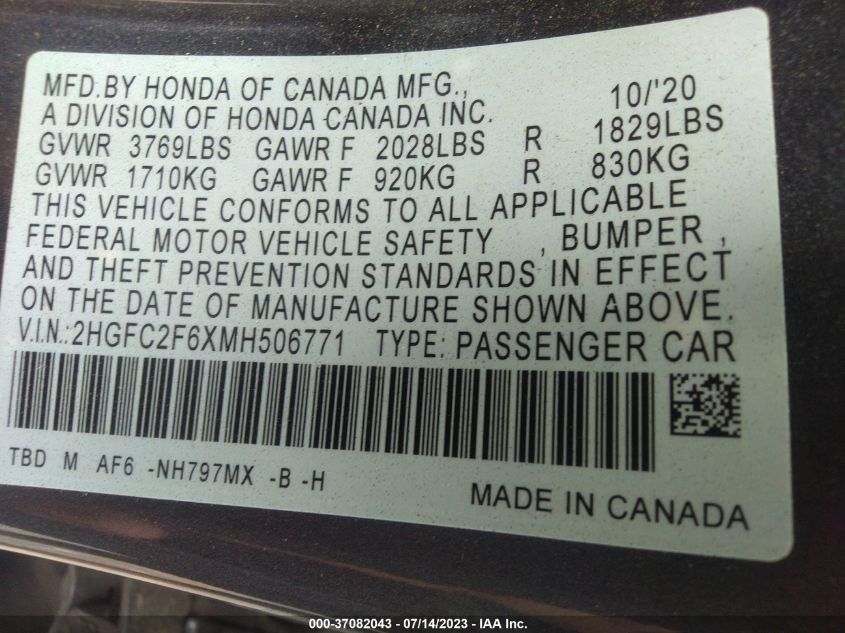 MFD.BY HONDA OF CANADA MFG., 10/'20
A DIVISION OF HONDA CANADA INC.
GVWR 3769LBS GAWR F 2028LBS R 1829LBS
GVWR 1710KG GAWR F 920KG R 830KG
THIS VEHICLE CONFORMS TO ALL APPLICABLE
FEDERAL MOTOR VEHICLE SAFETY , BUMPER ,
AND THEFT PREVENTION STANDARDS IN EFFECT
ON THE DATE OF MANUFACTURE SHOWN ABOVE.
V.I.N.:2HGFC2F6XMH506771 TYPE: PASSENGER CAR
TBD M AF6 -NH797MX -B -H
MADE IN CANADA
000-37082043 - 07/14/2023 - IAA Inc.